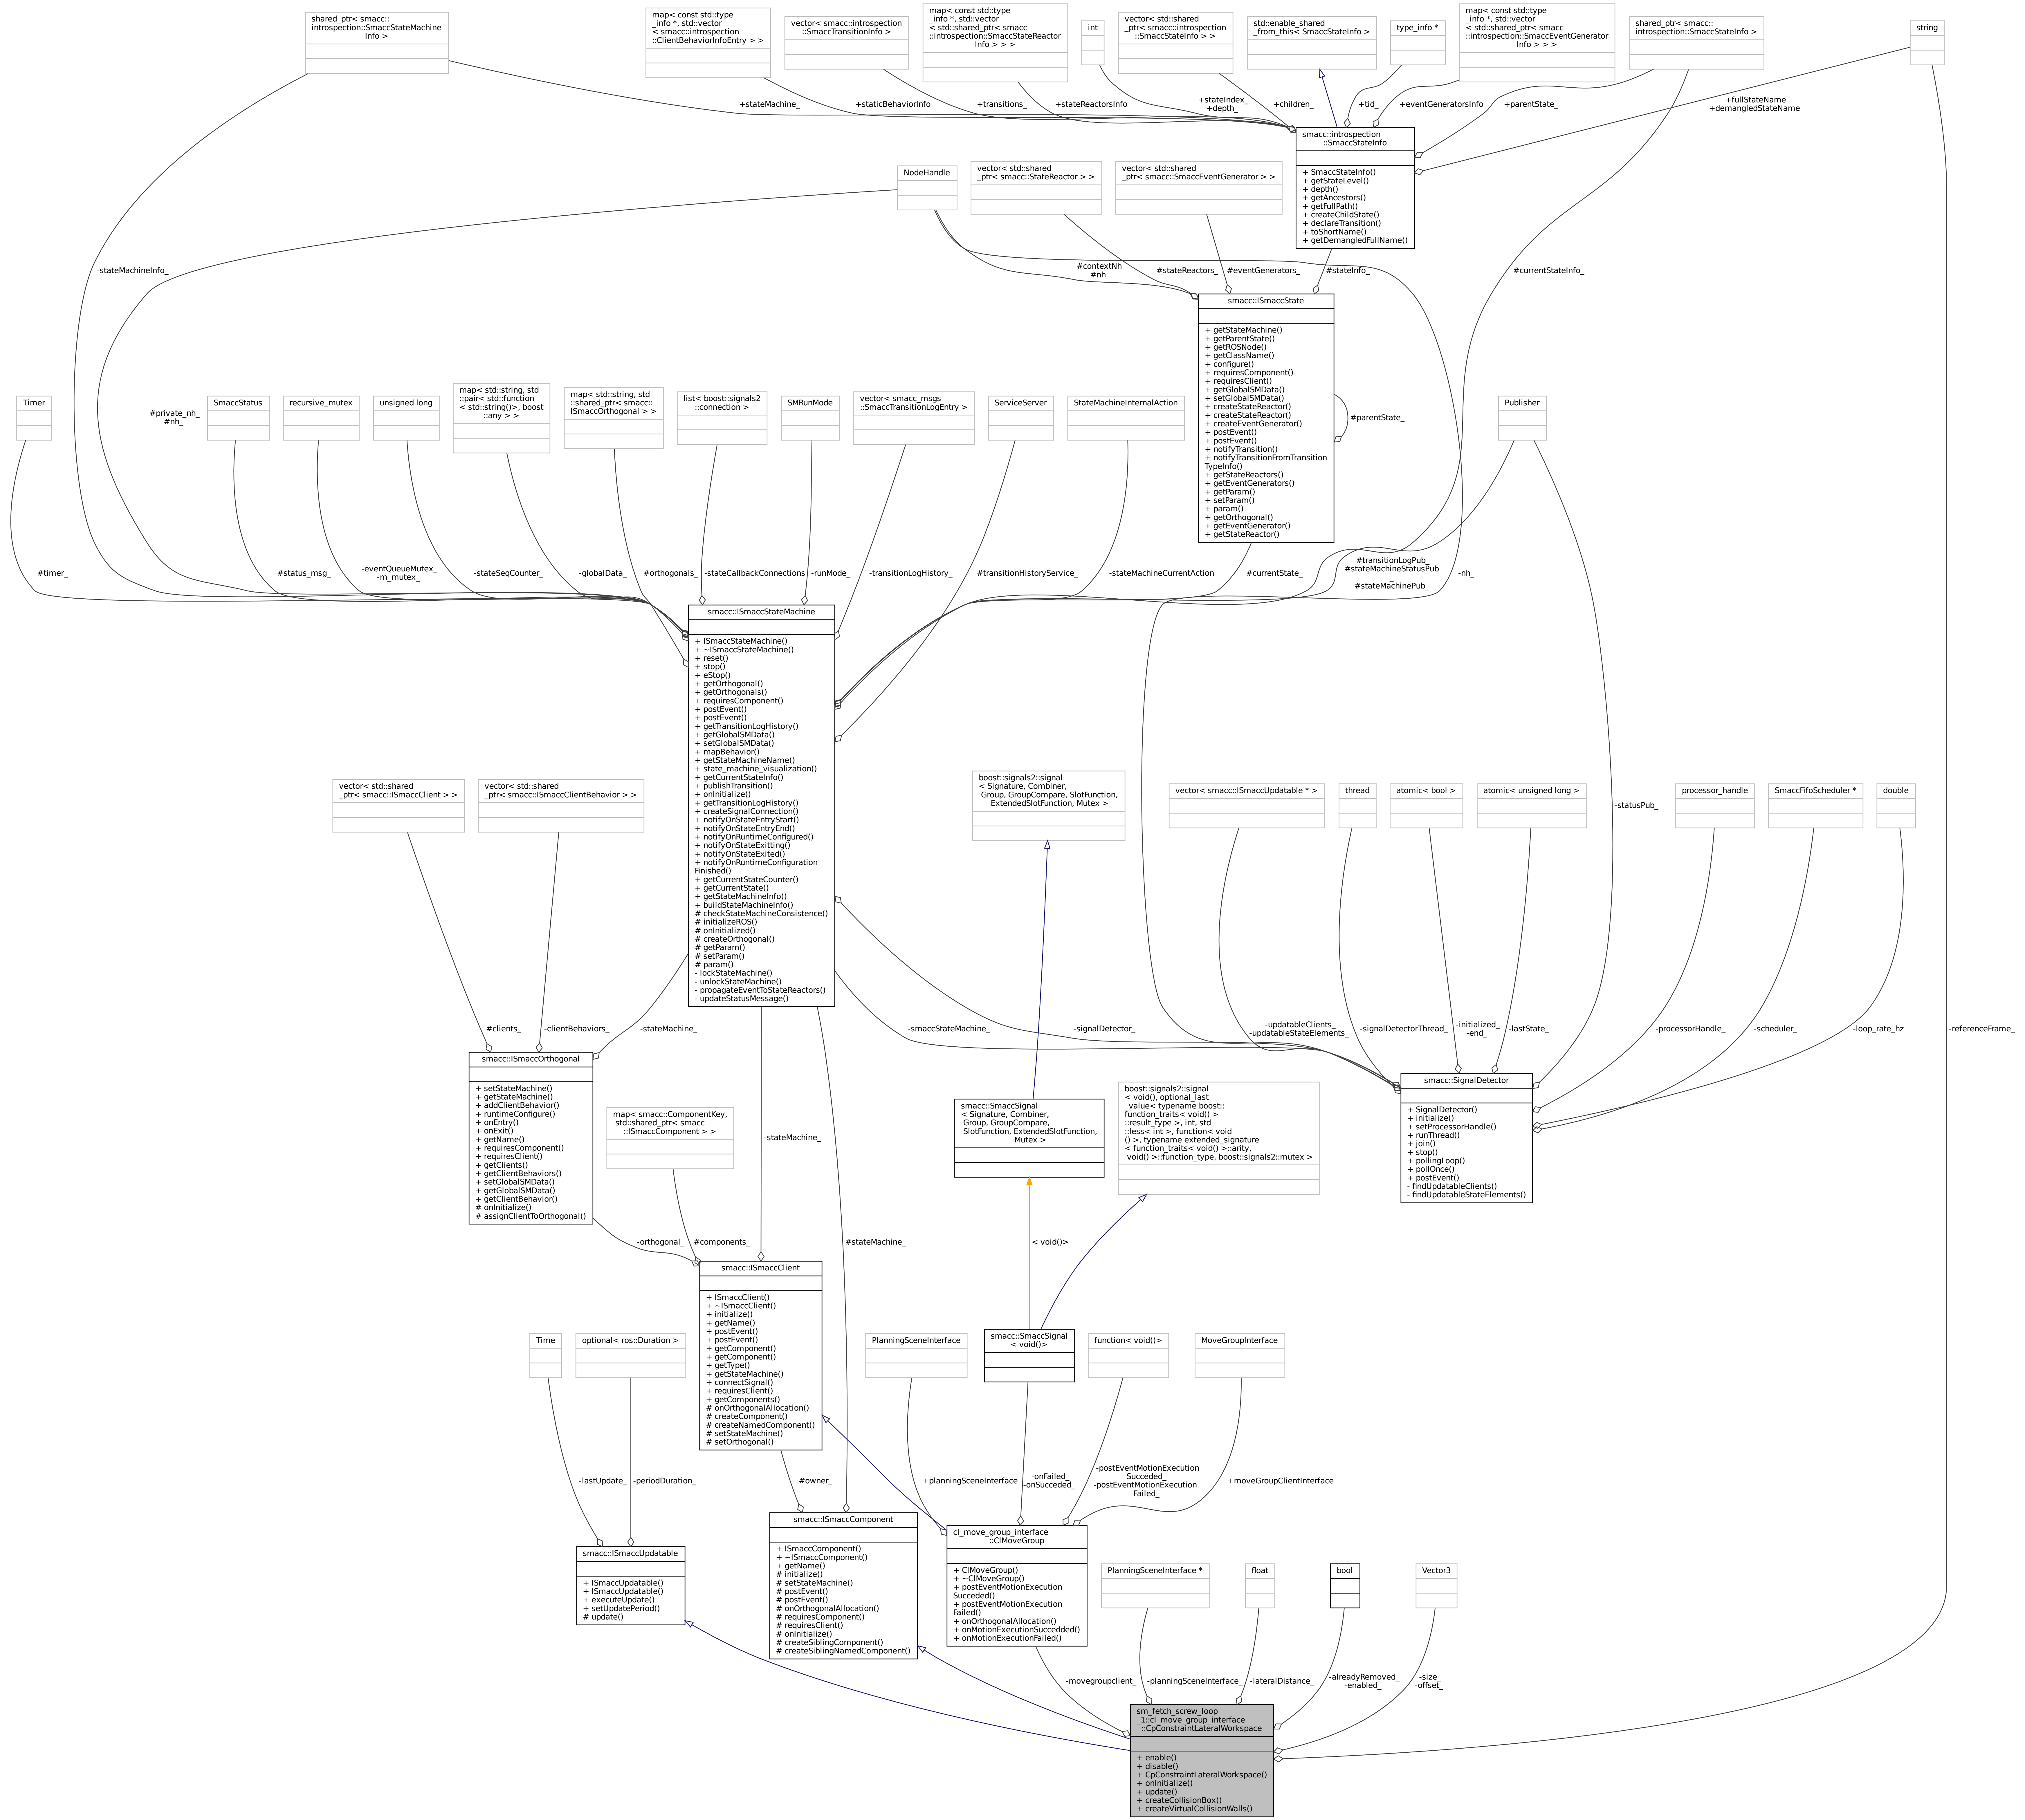 shared_ptr< smacc::
introspection::SmaccStateMachine
Info >
map< const std::type
_info *, std::vector
< smacc::introspection
::ClientBehaviorInfoEntry > >
vector< smacc::introspection
::SmaccTransitionInfo >
map< const std::type
_info *, std::vector
< std::shared_ptr< smacc
::introspection::SmaccStateReactor
Info > > >
int
vector< std::shared
_ptr< smacc::introspection
::SmaccStateInfo > >
std::enable_shared
_from_this< SmaccStateInfo >
type_info *
map< const std::type
_info *, std::vector
< std::shared_ptr< smacc
::introspection::SmaccEventGenerator
Info > > >
shared_ptr< smacc::
introspection::SmaccStateInfo >
string
+stateMachine_
+staticBehaviorInfo
+transitions_
+stateReactorsInfo
+stateIndex_
+depth_
+children_
+tid_
+eventGeneratorsInfo
+parentState_
+fullStateName
+demangledStateName
smacc::introspection
::SmaccStateInfo
+ SmaccStateInfo()
+ getStateLevel()
+ depth()
+ getAncestors()
+ getFullPath()
+ createChildState()
+ declareTransition()
+ toShortName()
+ getDemangledFullName()
NodeHandle
vector< std::shared
_ptr< smacc::StateReactor > >
vector< std::shared
_ptr< smacc::SmaccEventGenerator > >
-stateMachineInfo_
#contextNh
#nh
#stateReactors_
#eventGenerators_
#stateInfo_
#currentStateInfo_
smacc::ISmaccState
+ getStateMachine()
+ getParentState()
+ getROSNode()
+ getClassName()
+ configure()
+ requiresComponent()
+ requiresClient()
+ getGlobalSMData()
+ setGlobalSMData()
+ createStateReactor()
+ createStateReactor()
+ createEventGenerator()
+ postEvent()
+ postEvent()
+ notifyTransition()
+ notifyTransitionFromTransition
TypeInfo()
+ getStateReactors()
+ getEventGenerators()
+ getParam()
+ setParam()
+ param()
+ getOrthogonal()
+ getEventGenerator()
+ getStateReactor()
#parentState_
Timer
#private_nh_
#nh_
SmaccStatus
recursive_mutex
unsigned long
map< std::string, std
::pair< std::function
< std::string()>, boost
::any > >
map< std::string, std
::shared_ptr< smacc::
ISmaccOrthogonal > >
list< boost::signals2
::connection >
SMRunMode
vector< smacc_msgs
::SmaccTransitionLogEntry >
ServiceServer
StateMachineInternalAction
Publisher
#timer_
#status_msg_
-eventQueueMutex_
-m_mutex_
-stateSeqCounter_
-globalData_
#orthogonals_
-stateCallbackConnections
-runMode_
-transitionLogHistory_
#transitionHistoryService_
-stateMachineCurrentAction
#currentState_
#transitionLogPub_
#stateMachineStatusPub
_
#stateMachinePub_
-nh_
smacc::ISmaccStateMachine
+ ISmaccStateMachine()
+ ~ISmaccStateMachine()
+ reset()
+ stop()
+ eStop()
+ getOrthogonal()
+ getOrthogonals()
+ requiresComponent()
+ postEvent()
+ postEvent()
+ getTransitionLogHistory()
+ getGlobalSMData()
+ setGlobalSMData()
+ mapBehavior()
+ getStateMachineName()
+ state_machine_visualization()
+ getCurrentStateInfo()
+ publishTransition()
+ onInitialize()
+ getTransitionLogHistory()
+ createSignalConnection()
+ notifyOnStateEntryStart()
+ notifyOnStateEntryEnd()
+ notifyOnRuntimeConfigured()
+ notifyOnStateExitting()
+ notifyOnStateExited()
+ notifyOnRuntimeConfiguration
Finished()
+ getCurrentStateCounter()
+ getCurrentState()
+ getStateMachineInfo()
+ buildStateMachineInfo()
# checkStateMachineConsistence()
# initializeROS()
# onInitialized()
# createOrthogonal()
# getParam()
# setParam()
# param()
- lockStateMachine()
- unlockStateMachine()
- propagateEventToStateReactors()
- updateStatusMessage()
vector< std::shared
_ptr< smacc::ISmaccClient > >
vector< std::shared
_ptr< smacc::ISmaccClientBehavior > >
boost::signals2::signal
< Signature, Combiner,
Group, GroupCompare, SlotFunction,
ExtendedSlotFunction, Mutex >
vector< smacc::ISmaccUpdatable * >
thread
atomic< bool >
atomic< unsigned long >
-statusPub_
processor_handle
SmaccFifoScheduler *
double
#clients_
-clientBehaviors_
-stateMachine_
-smaccStateMachine_
-signalDetector_
-updatableClients_
-updatableStateElements_
-signalDetectorThread_
-initialized_
-end_
-lastState_
-processorHandle_
-scheduler_
-loop_rate_hz
-referenceFrame_
smacc::ISmaccOrthogonal
+ setStateMachine()
+ getStateMachine()
+ addClientBehavior()
+ runtimeConfigure()
+ onEntry()
+ onExit()
+ getName()
+ requiresComponent()
+ requiresClient()
+ getClients()
+ getClientBehaviors()
+ setGlobalSMData()
+ getGlobalSMData()
+ getClientBehavior()
# onInitialize()
# assignClientToOrthogonal()
map< smacc::ComponentKey,
std::shared_ptr< smacc
::ISmaccComponent > >
-stateMachine_
smacc::SmaccSignal
< Signature, Combiner,
Group, GroupCompare,
SlotFunction, ExtendedSlotFunction,
Mutex >
boost::signals2::signal
< void(), optional_last
_value< typename boost::
function_traits< void() >
::result_type >, int, std
::less< int >, function< void
() >, typename extended_signature
< function_traits< void() >::arity,
void() >::function_type, boost::signals2::mutex >
smacc::SignalDetector
+ SignalDetector()
+ initialize()
+ setProcessorHandle()
+ runThread()
+ join()
+ stop()
+ pollingLoop()
+ pollOnce()
+ postEvent()
- findUpdatableClients()
- findUpdatableStateElements()
-orthogonal_
#components_
#stateMachine_
< void()>
smacc::ISmaccClient
+ ISmaccClient()
+ ~ISmaccClient()
+ initialize()
+ getName()
+ postEvent()
+ postEvent()
+ getComponent()
+ getComponent()
+ getType()
+ getStateMachine()
+ connectSignal()
+ requiresClient()
+ getComponents()
# onOrthogonalAllocation()
# createComponent()
# createNamedComponent()
# setStateMachine()
# setOrthogonal()
Time
optional< ros::Duration >
PlanningSceneInterface
smacc::SmaccSignal
< void()>
function< void()>
MoveGroupInterface
-lastUpdate_
-periodDuration_
#owner_
+planningSceneInterface
-onFailed_
-onSucceded_
-postEventMotionExecution
Succeded_
-postEventMotionExecution
Failed_
+moveGroupClientInterface
smacc::ISmaccUpdatable
+ ISmaccUpdatable()
+ ISmaccUpdatable()
+ executeUpdate()
+ setUpdatePeriod()
# update()
smacc::ISmaccComponent
+ ISmaccComponent()
+ ~ISmaccComponent()
+ getName()
# initialize()
# setStateMachine()
# postEvent()
# postEvent()
# onOrthogonalAllocation()
# requiresComponent()
# requiresClient()
# onInitialize()
# createSiblingComponent()
# createSiblingNamedComponent()
cl_move_group_interface
::ClMoveGroup
+ ClMoveGroup()
+ ~ClMoveGroup()
+ postEventMotionExecution
Succeded()
+ postEventMotionExecution
Failed()
+ onOrthogonalAllocation()
+ onMotionExecutionSuccedded()
+ onMotionExecutionFailed()
PlanningSceneInterface *
float
bool
Vector3
-movegroupclient_
-planningSceneInterface_
-lateralDistance_
-alreadyRemoved_
-enabled_
-size_
-offset_
sm_fetch_screw_loop
_1::cl_move_group_interface
::CpConstraintLateralWorkspace
+ enable()
+ disable()
+ CpConstraintLateralWorkspace()
+ onInitialize()
+ update()
+ createCollisionBox()
+ createVirtualCollisionWalls()